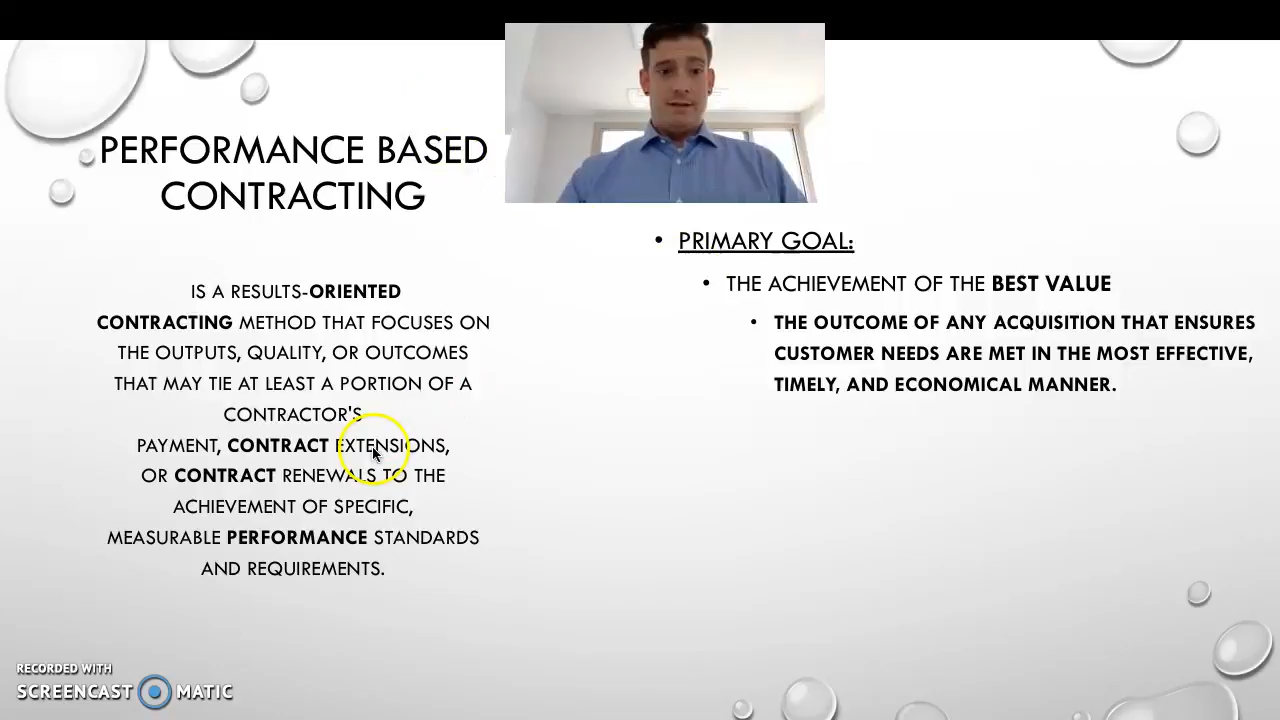 PERFORMANCE BASED
CONTRACTING
IS A RESULTS-ORIENTED
CONTRACTING METHOD THAT FOCUSES ON
THE OUTPUTS, QUALITY, OR OUTCOMES
THAT MAY TIE AT LEAST A PORTION OF A
CONTRACTOR'S
PAYMENT, CONTRACT EXTENSIONS,
OR CONTRACT RENEWALS TO THE
ACHIEVEMENT OF SPECIFIC,
MEASURABLE PERFORMANCE STANDARDS
AND REQUIREMENTS.
• PRIMARY GOAL:
• THE ACHIEVEMENT OF THE BEST VALUE
• THE OUTCOME OF ANY ACQUISITION THAT ENSURES
CUSTOMER NEEDS ARE MET IN THE MOST EFFECTIVE,
TIMELY, AND ECONOMICAL MANNER.
RECORDED WITH
SCREENCAST MATIC